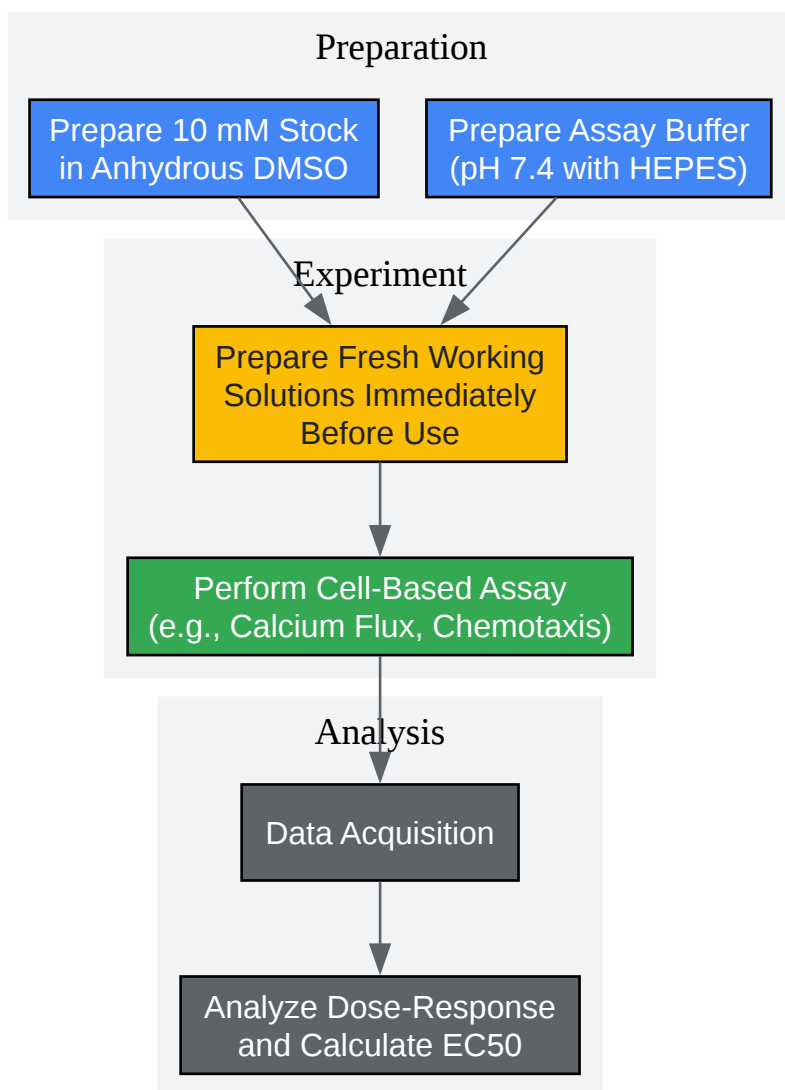 Preparation
Prepare 10 mM Stock
in Anhydrous DMSO
Prepare Assay Buffer
(pH 7.4 with HEPES)
Experiment
Prepare Fresh Working
Solutions Immediately
Before Use
Perform Cell-Based Assay
(e.g., Calcium Flux, Chemotaxis)
Analysis
Data Acquisition
Analyze Dose-Response
and Calculate EC50